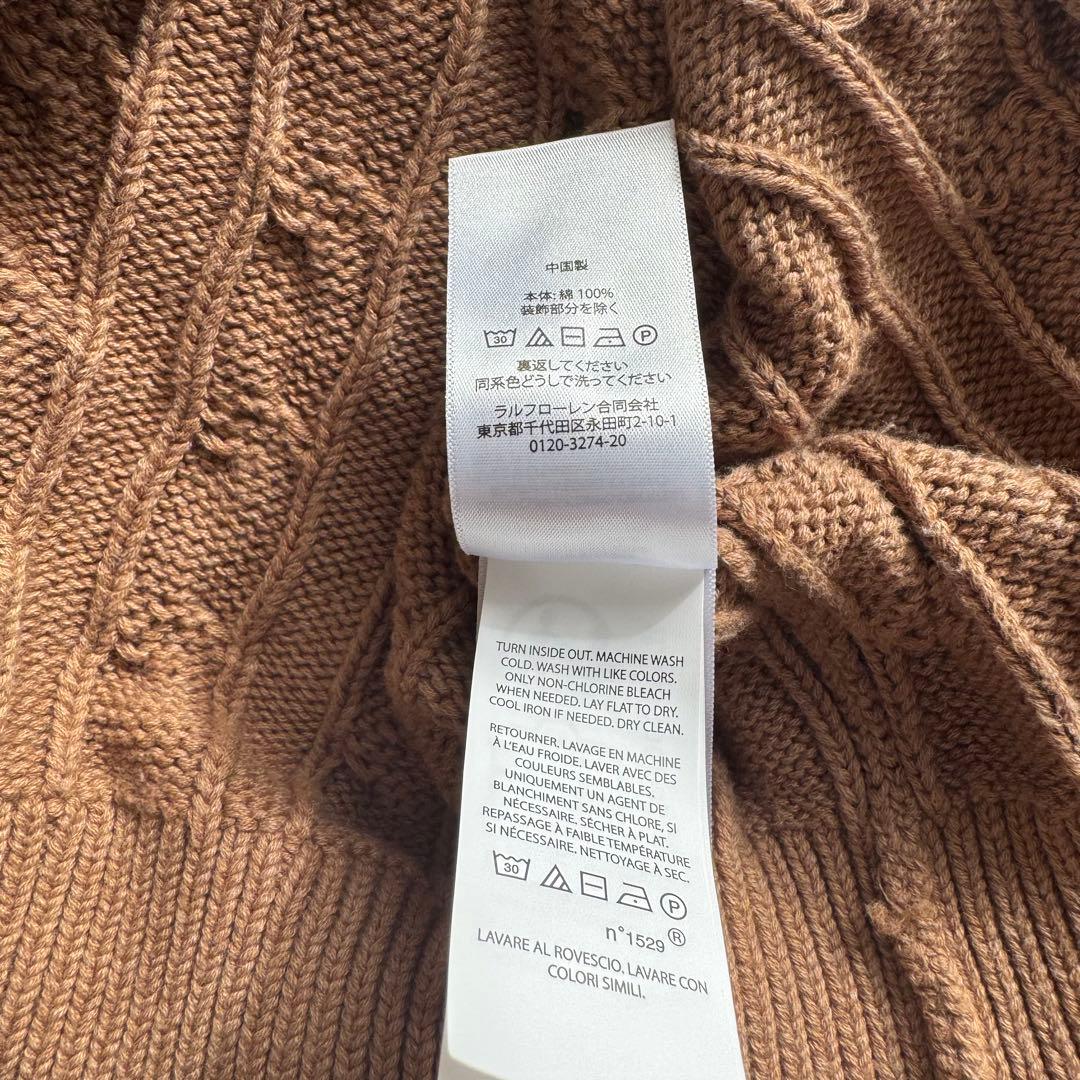 中国製
本体: 綿 100%
装飾部分を除く
30 P
裏返してください
同系色どうしで洗ってください
ラルフローレン合同会社
東京都千代田区永田町2-10-1
0120-3274-20
TURN INSIDE OUT. MACHINE WASH
COLD. WASH WITH LIKE COLORS.
ONLY NON-CHLORINE BLEACH
WHEN NEEDED. LAY FLAT TO DRY.
COOL IRON IF NEEDED. DRY CLEAN.
RETOURNER. LAVAGE EN MACHINE
À L'EAU FROIDE. LAVER AVEC DES
COULEURS SEMBLABLES.
UNIQUEMENT UN AGENT DE
BLANCHIMENT SANS CHLORE, SI
NÉCESSAIRE. SÉCHER À PLAT.
REPASSAGE À FAIBLE TEMPÉRATURE
SI NÉCESSAIRE. NETTOYAGE À SEC.
30 P
n°1529 ®
LAVARE AL ROVESCIO. LAVARE CON
COLORI SIMILI.